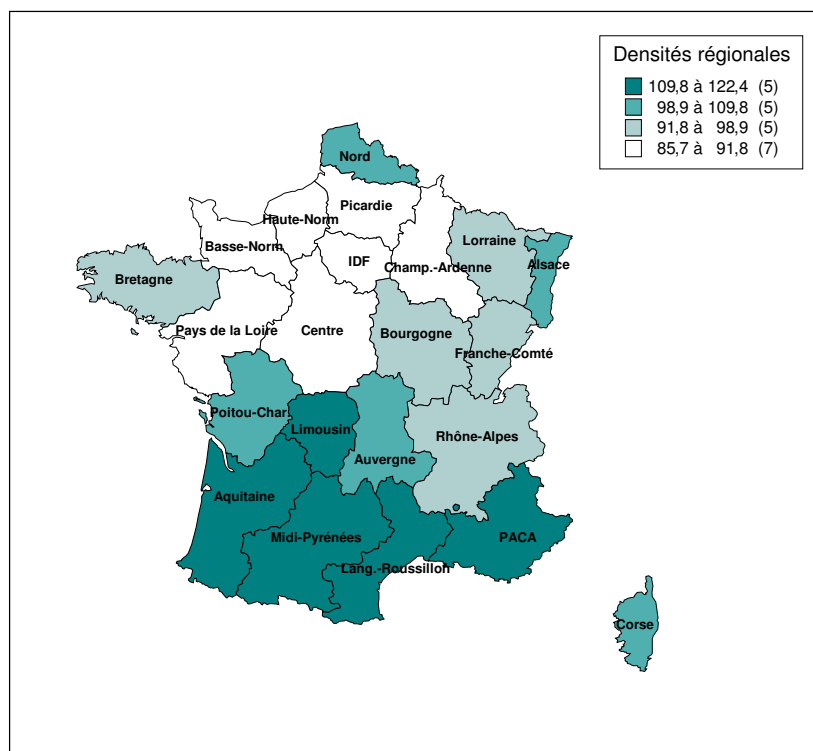 Densités régionales
109,8 à 122,4 (5)
98,9 à 109,8 (5)
91,8 à 98,9 (5)
85,7 à 91,8 (7)
Nord
Picardie
Haute-Norm
Basse-Norm
IDF
Champ.-Ardenne
Lorraine
Alsace
Bretagne
Pays de la Loire
Centre
Bourgogne
Franche-Comté
Poitou-Char.
Limousin
Auvergne
Rhône-Alpes
Aquitaine
Midi-Pyrénées
Lang.-Roussillon
PACA
Corse